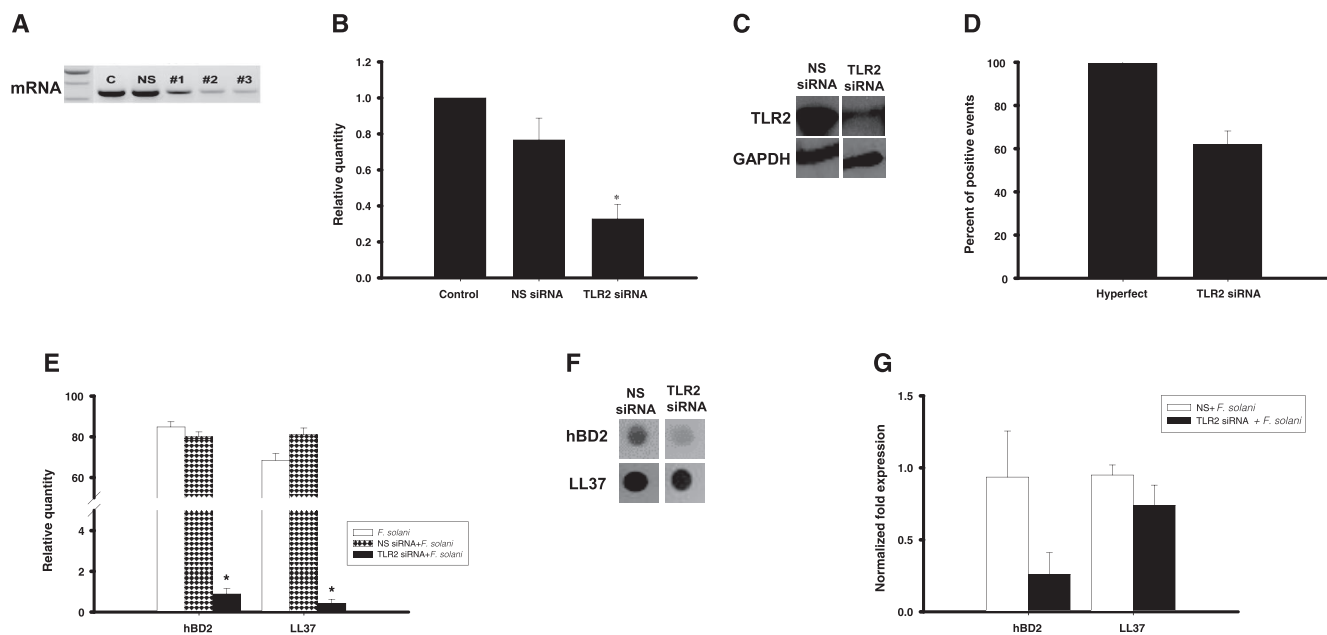 A
mRNA
C NS #1 #2 #3
B
Relative quantity
1.2
1.0
0.8
0.6
0.4
0.2
0.0
*
Control NS siRNA TLR2 siRNA
C
NS siRNA
TLR2 siRNA
TLR2
GAPDH
D
Percent of positive events
100
80
60
40
20
0
Hyperfect TLR2 siRNA
E
Relative quantity
100
80
60
4
2
0
* *
hBD2 LL37
F. solani
NS siRNA+F. solani
TLR2 siRNA+F. solani
F
NS siRNA
TLR2 siRNA
hBD2
LL37
G
Normalized fold expression
1.5
1.0
0.5
0.0
hBD2 LL37
NS+ F. solani
TLR2 siRNA + F. solani